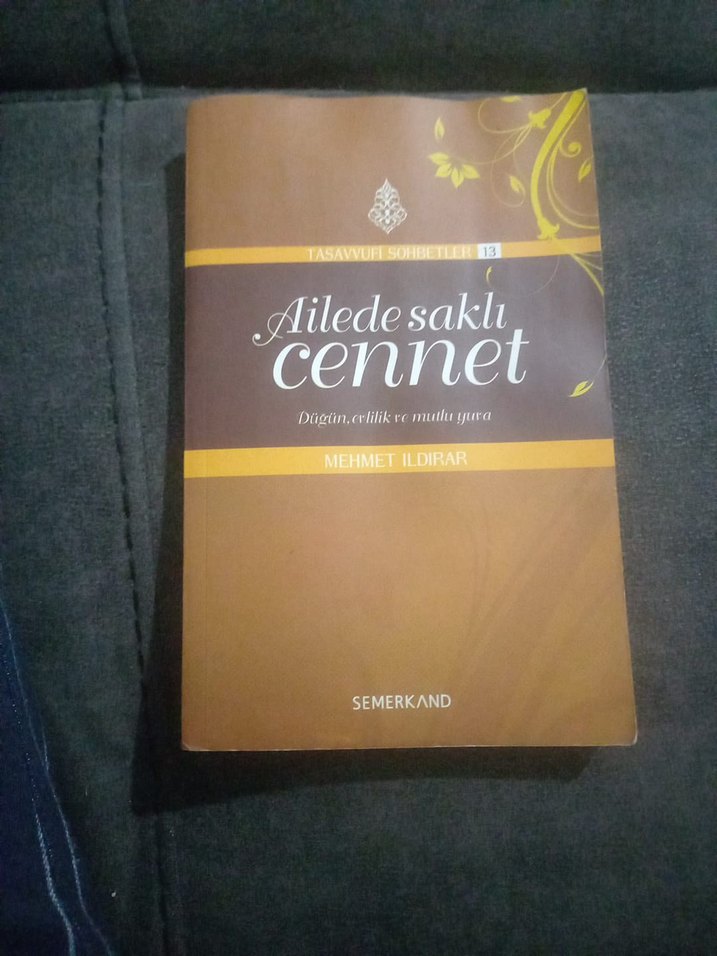 TASAVVUFİ SOHBETLER 13
Ailede saklı
cennet
Düğün, evlilik ve mutlu yuva
MEHMET ILDIRAR
SEMERKAND